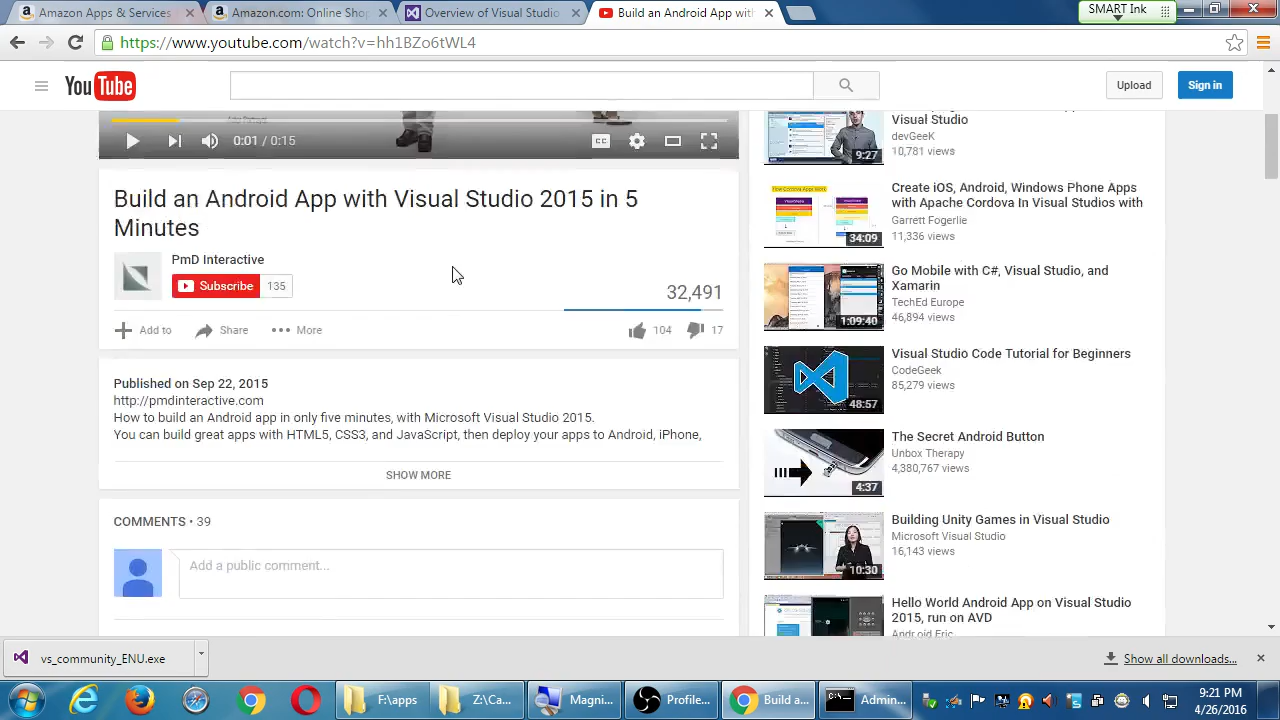 Amazon Apps & Services
Amazon.com: Online
Overview of Visual Studio
Build an Android App with
SMART Ink
https://www.youtube.com/watch?v=hh1BZo6tWL4
YouTube
Upload
Sign in
0:01 / 0:15
CC
Build an Android App with Visual Studio 2015 in 5
Minutes
PmD Interactive
Subscribe
32,491
Add to
Share
More
104
17
Published on Sep 22, 2015
How to build an Android app in only five minutes, with Microsoft Visual Studio 2015.
You can build great apps with HTML5, CSS3, and JavaScript, then deploy your apps to Android, iPhone,
SHOW MORE
COMMENTS • 39
Add a public comment...
Visual Studio
devGeeK
10,781 views
9:27
Create iOS, Android, Windows Phone Apps
with Apache Cordova In Visual Studios wit
Garrett Fogerlie
11,336 views
34:09
Go Mobile with C#, Visual Studio, and
Xamarin
TechEd Europe
46,894 views
1:09:40
Visual Studio Code Tutorial for Beginners
CodeGeek
85,279 views
48:57
The Secret Android Button
Unbox Therapy
4,380,767 views
4:37
Building Unity Games in Visual Studio
Microsoft Visual Studio
16,143 views
10:30
Hello World Android App on Visual Studio
2015, run on AVD
Android Eric
vs_community_ENU.exe
Show all downloads...
F:\apps
Z:\Ca...
Magni...
Profile...
Build a...
Admin...
9:21 PM
4/26/2016